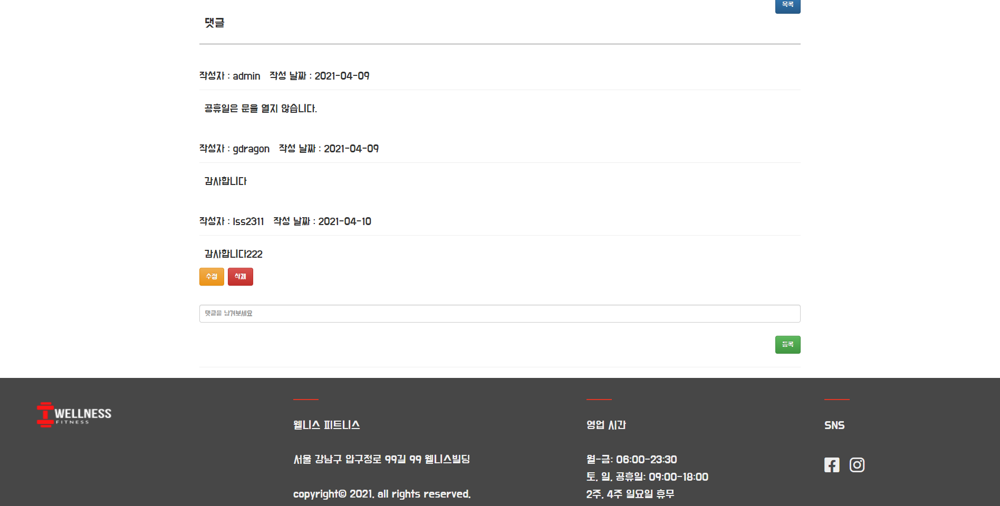 목록
댓글
작성자 : admin 작성 날짜 : 2021-04-09
공휴일은 문을 열지 않습니다.
작성자 : gdragon 작성 날짜 : 2021-04-09
감사합니다
작성자 : lss2311 작성 날짜 : 2021-04-10
감사합니다222
수정 삭제
댓글을 남겨보세요
등록
WELLNESS
FITNESS
웰니스 피트니스
서울 강남구 압구정로 99길 99 웰니스빌딩
copyright© 2021. all rights reserved.
영업 시간
월-금: 06:00-23:30
토, 일, 공휴일: 09:00-18:00
2주, 4주 일요일 휴무
SNS